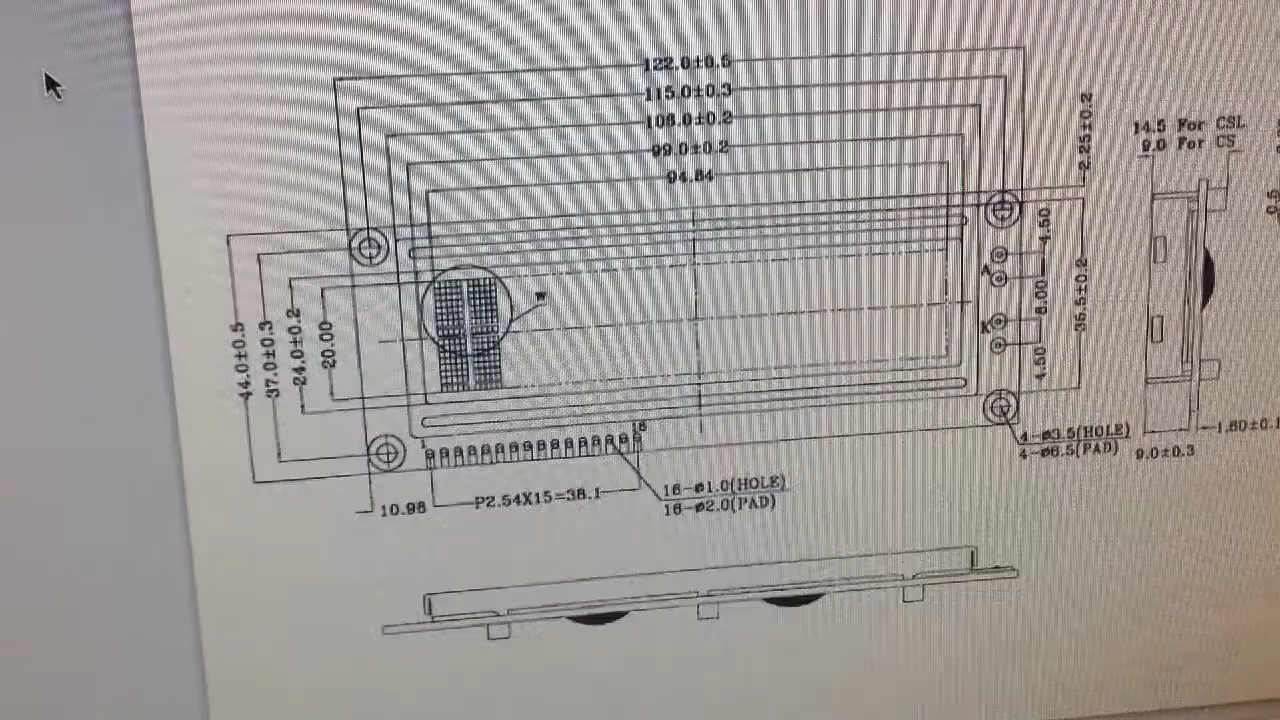 122.0±0.5
115.0±0.3
106.0±0.2
99.0±0.2
94.84
2.25±0.2
14.5 For CSL
9.0 For CS
4.50
A
8.00
35.5±0.2
K
4.50
44.0±0.5
37.0±0.3
24.0±0.2
20.00
1
16
4-ø3.5(HOLE)
4-ø6.5(PAD)
1.60±0.1
9.0±0.3
10.98
P2.54X15=38.1
16-ø1.0(HOLE)
16-ø2.0(PAD)